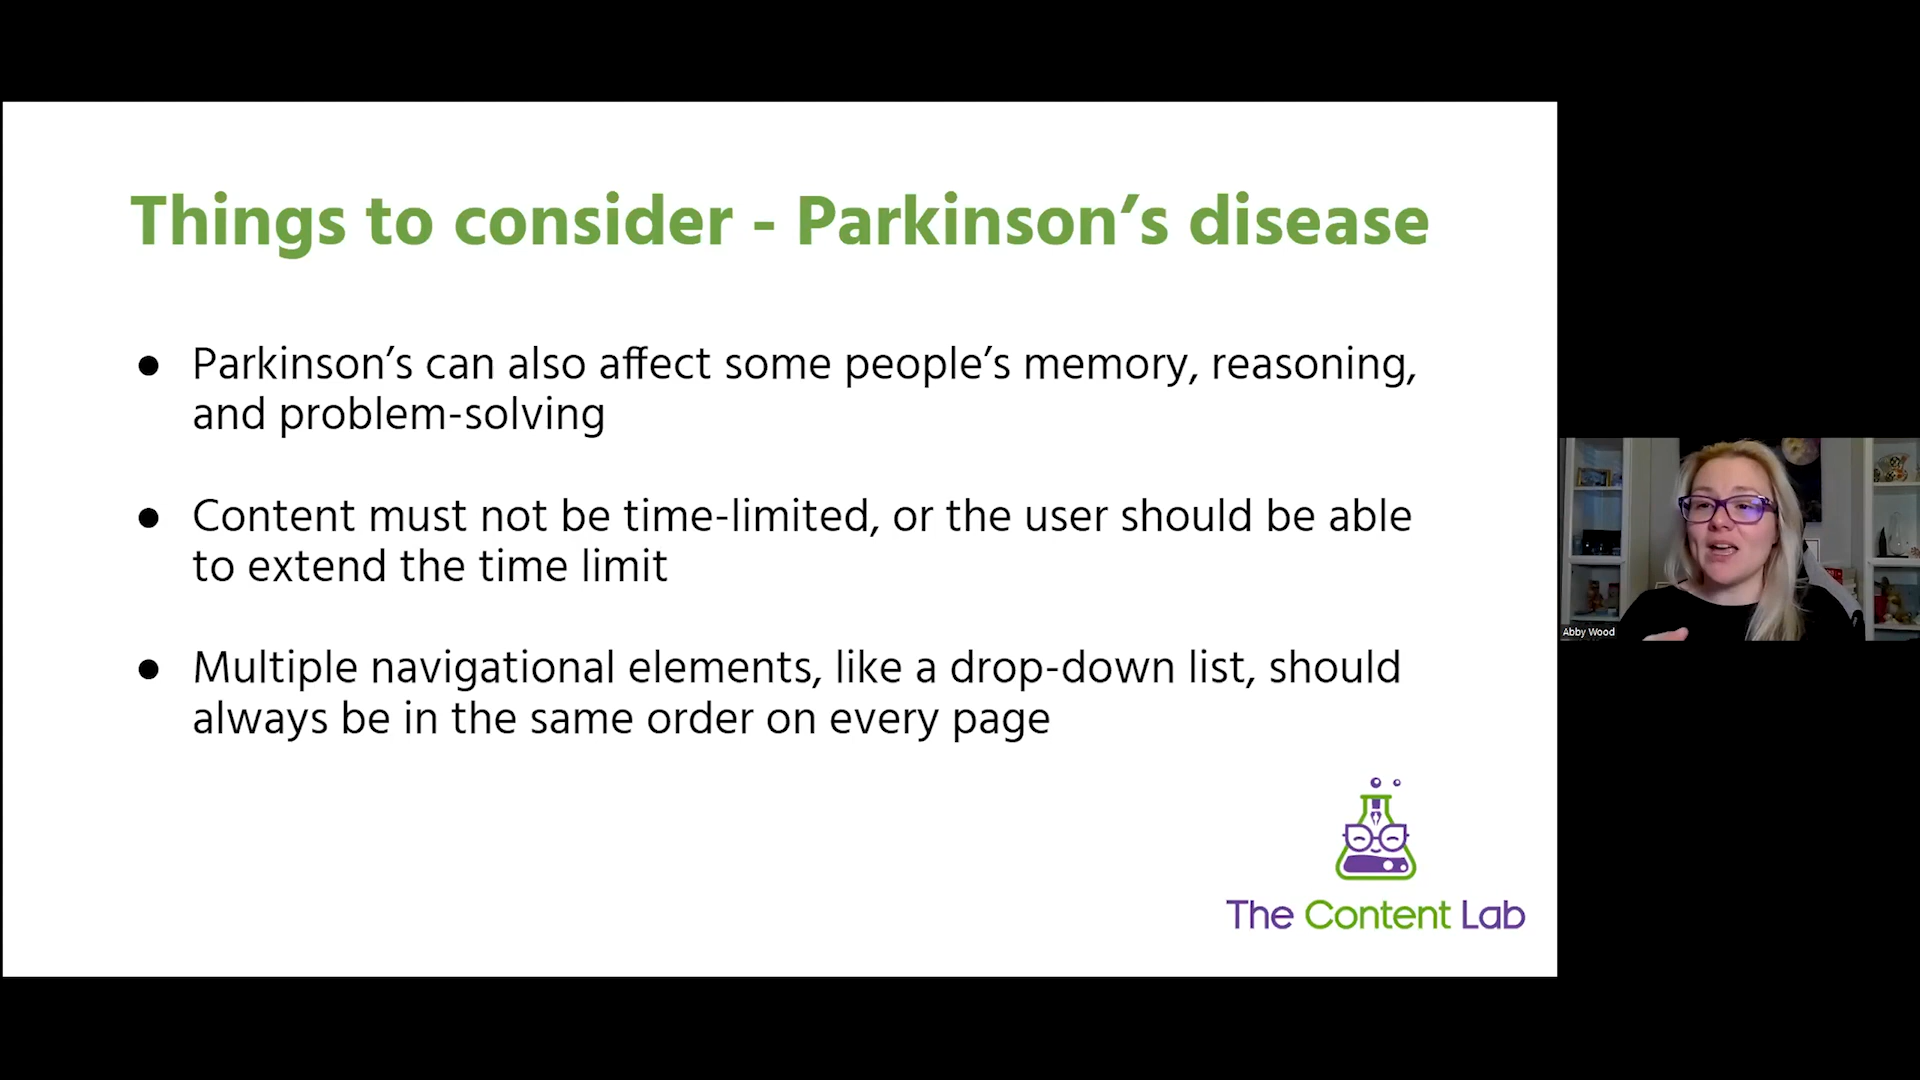 Things to consider - Parkinson’s disease
● Parkinson’s can also affect some people’s memory, reasoning,
and problem-solving
● Content must not be time-limited, or the user should be able
to extend the time limit
● Multiple navigational elements, like a drop-down list, should
always be in the same order on every page
The Content Lab
Abby Wood